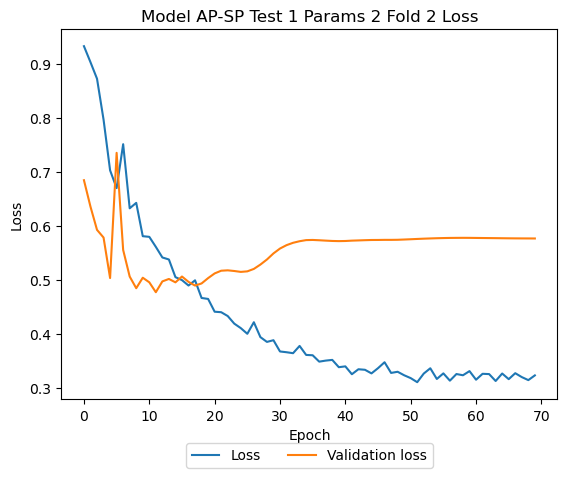 Model AP-SP Test 1 Params 2 Fold 2 Loss
Loss
0.9
0.8
0.7
0.6
0.5
0.4
0.3
0 10 20 30 40 50 60 70
Epoch
Loss Validation loss